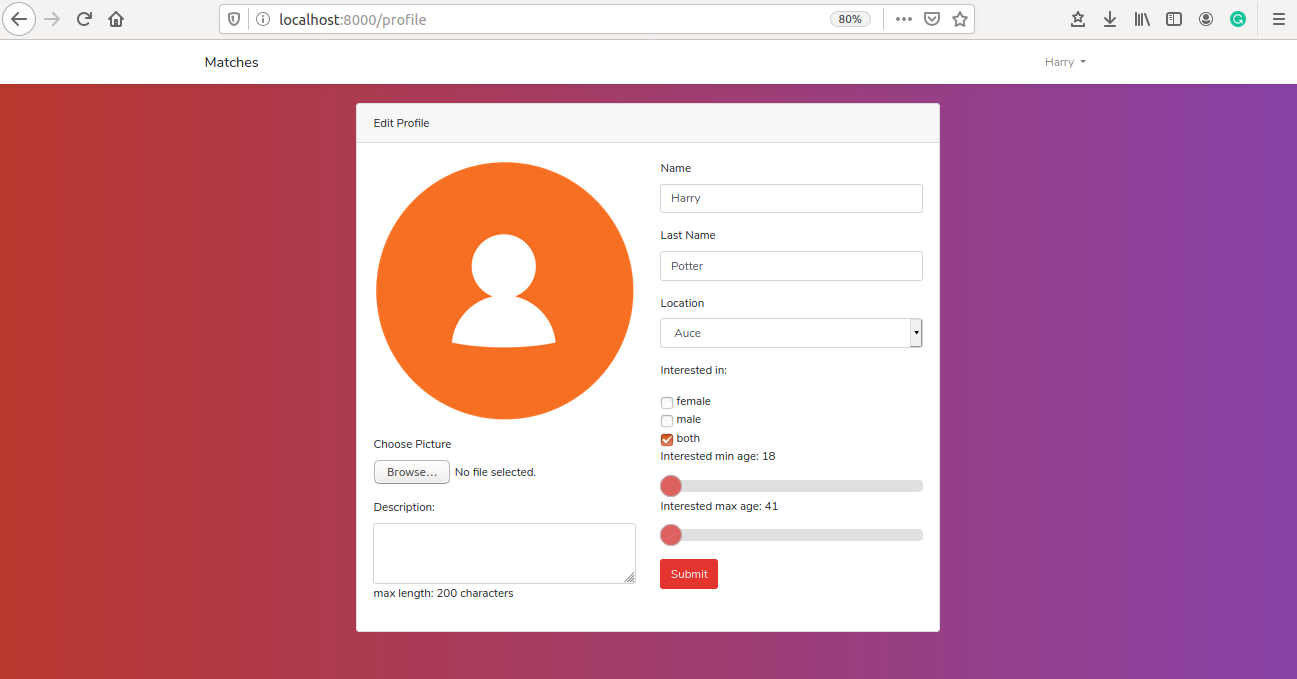 localhost:8000/profile
80%
Matches
Harry
Edit Profile
Choose Picture
Browse...
No file selected.
Description:
max length: 200 characters
Name
Harry
Last Name
Potter
Location
Auce
Interested in:
female
male
both
Interested min age: 18
Interested max age: 41
Submit